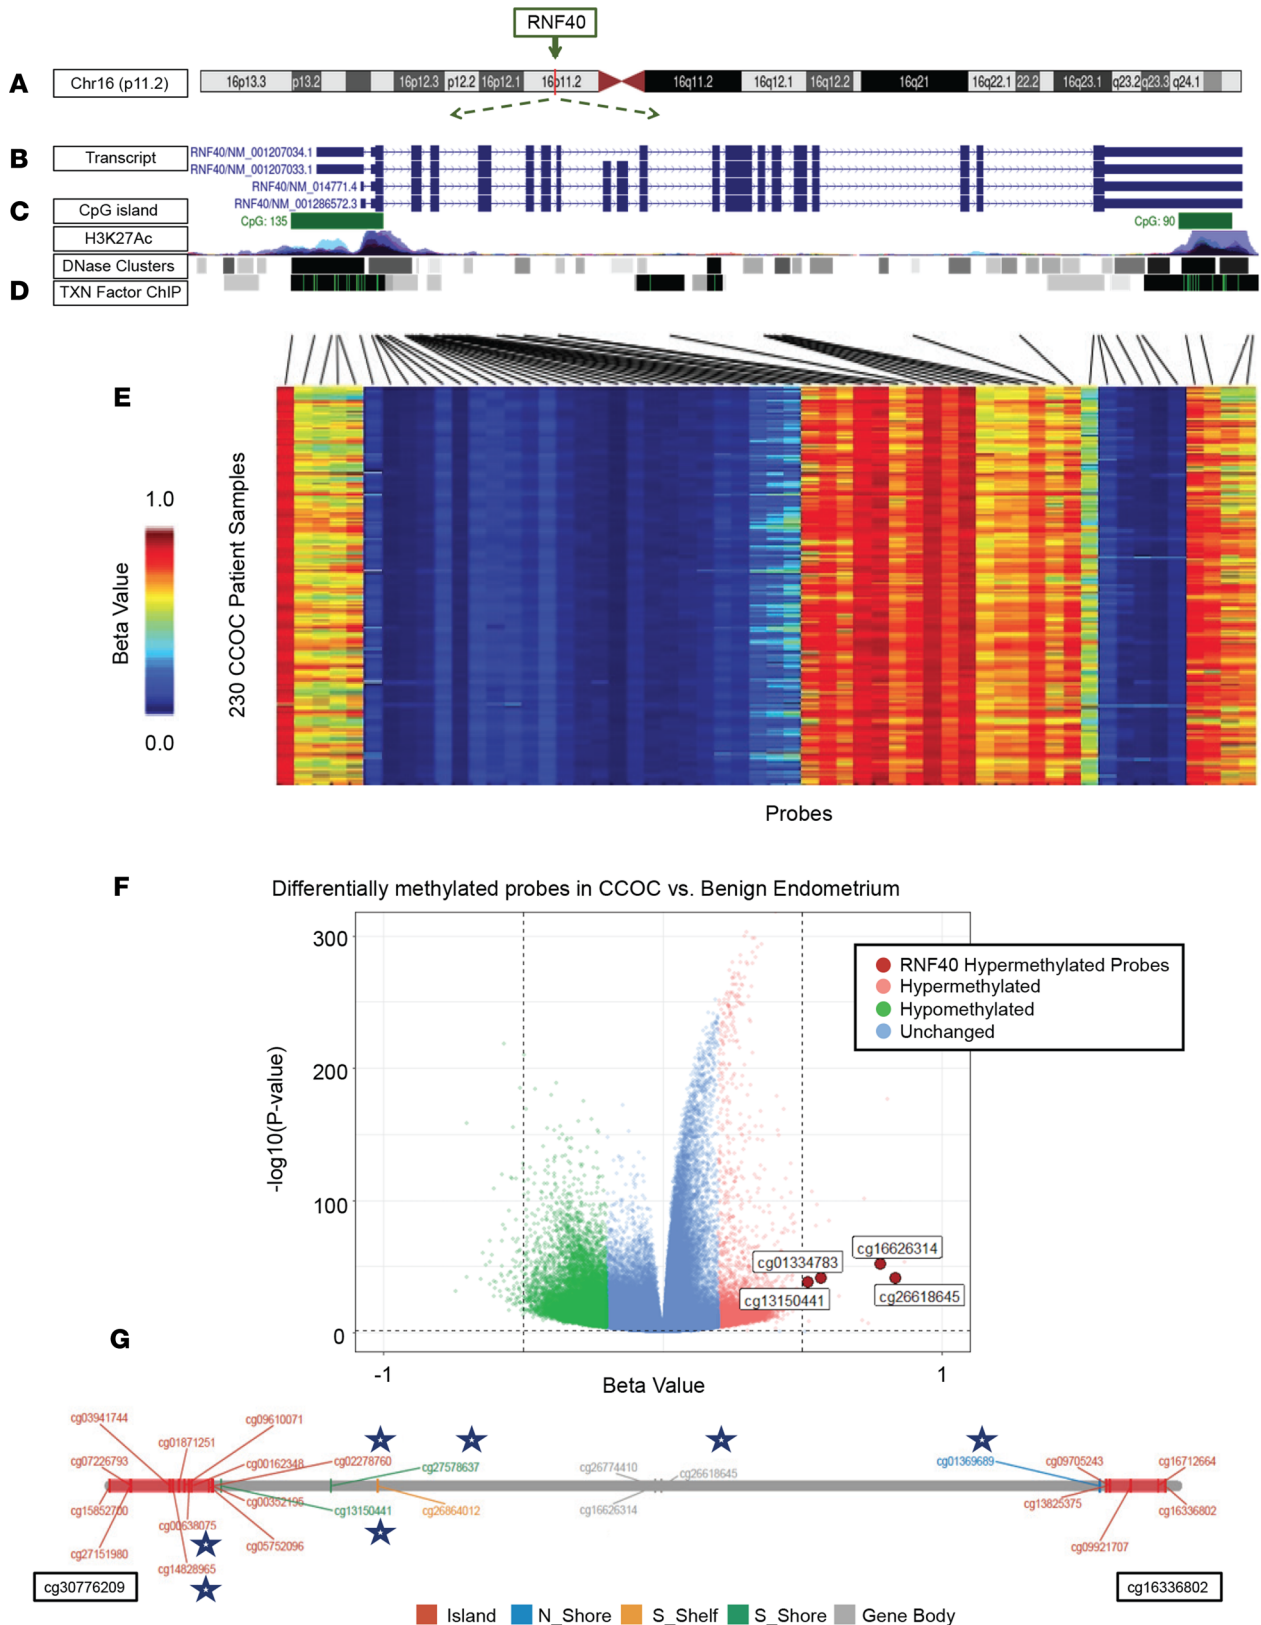 RNF40
A
Chr16 (p11.2)
16p13.3 p13.2 16p12.3 p12.2 16p12.1 16p11.2 16q11.2 16q12.1 16q12.2 16q21 16q22.1 22.2 16q23.1 q23.2 q23.3 q24.1
B
Transcript
RNF40/NM_001207034.1
RNF40/NM_001207033.1
RNF40/NM_014771.4
RNF40/NM_001286572.3
C
CpG island
CpG: 135
CpG: 90
H3K27Ac
DNase Clusters
D
TXN Factor ChIP
E
1.0
Beta Value
0.0
230 CCOC Patient Samples
Probes
F
Differentially methylated probes in CCOC vs. Benign Endometrium
300
200
100
0
-log10(P-value)
RNF40 Hypermethylated Probes
Hypermethylated
Hypomethylated
Unchanged
cg16626314
cg01334783
cg26618645
cg13150441
-1
1
Beta Value
G
cg03941744
cg09610071
cg01871251
cg07226793
cg00162348
cg02278760
cg27578637
cg26774410
cg26618645
cg01369689
cg09705243
cg16712664
cg15852700
cg00352195
cg13150441
cg26864012
cg16626314
cg13825375
cg16336802
cg00638075
cg27151980
cg05752096
cg09921707
cg14828965
cg30776209
cg16336802
Island N_Shore S_Shelf S_Shore Gene Body